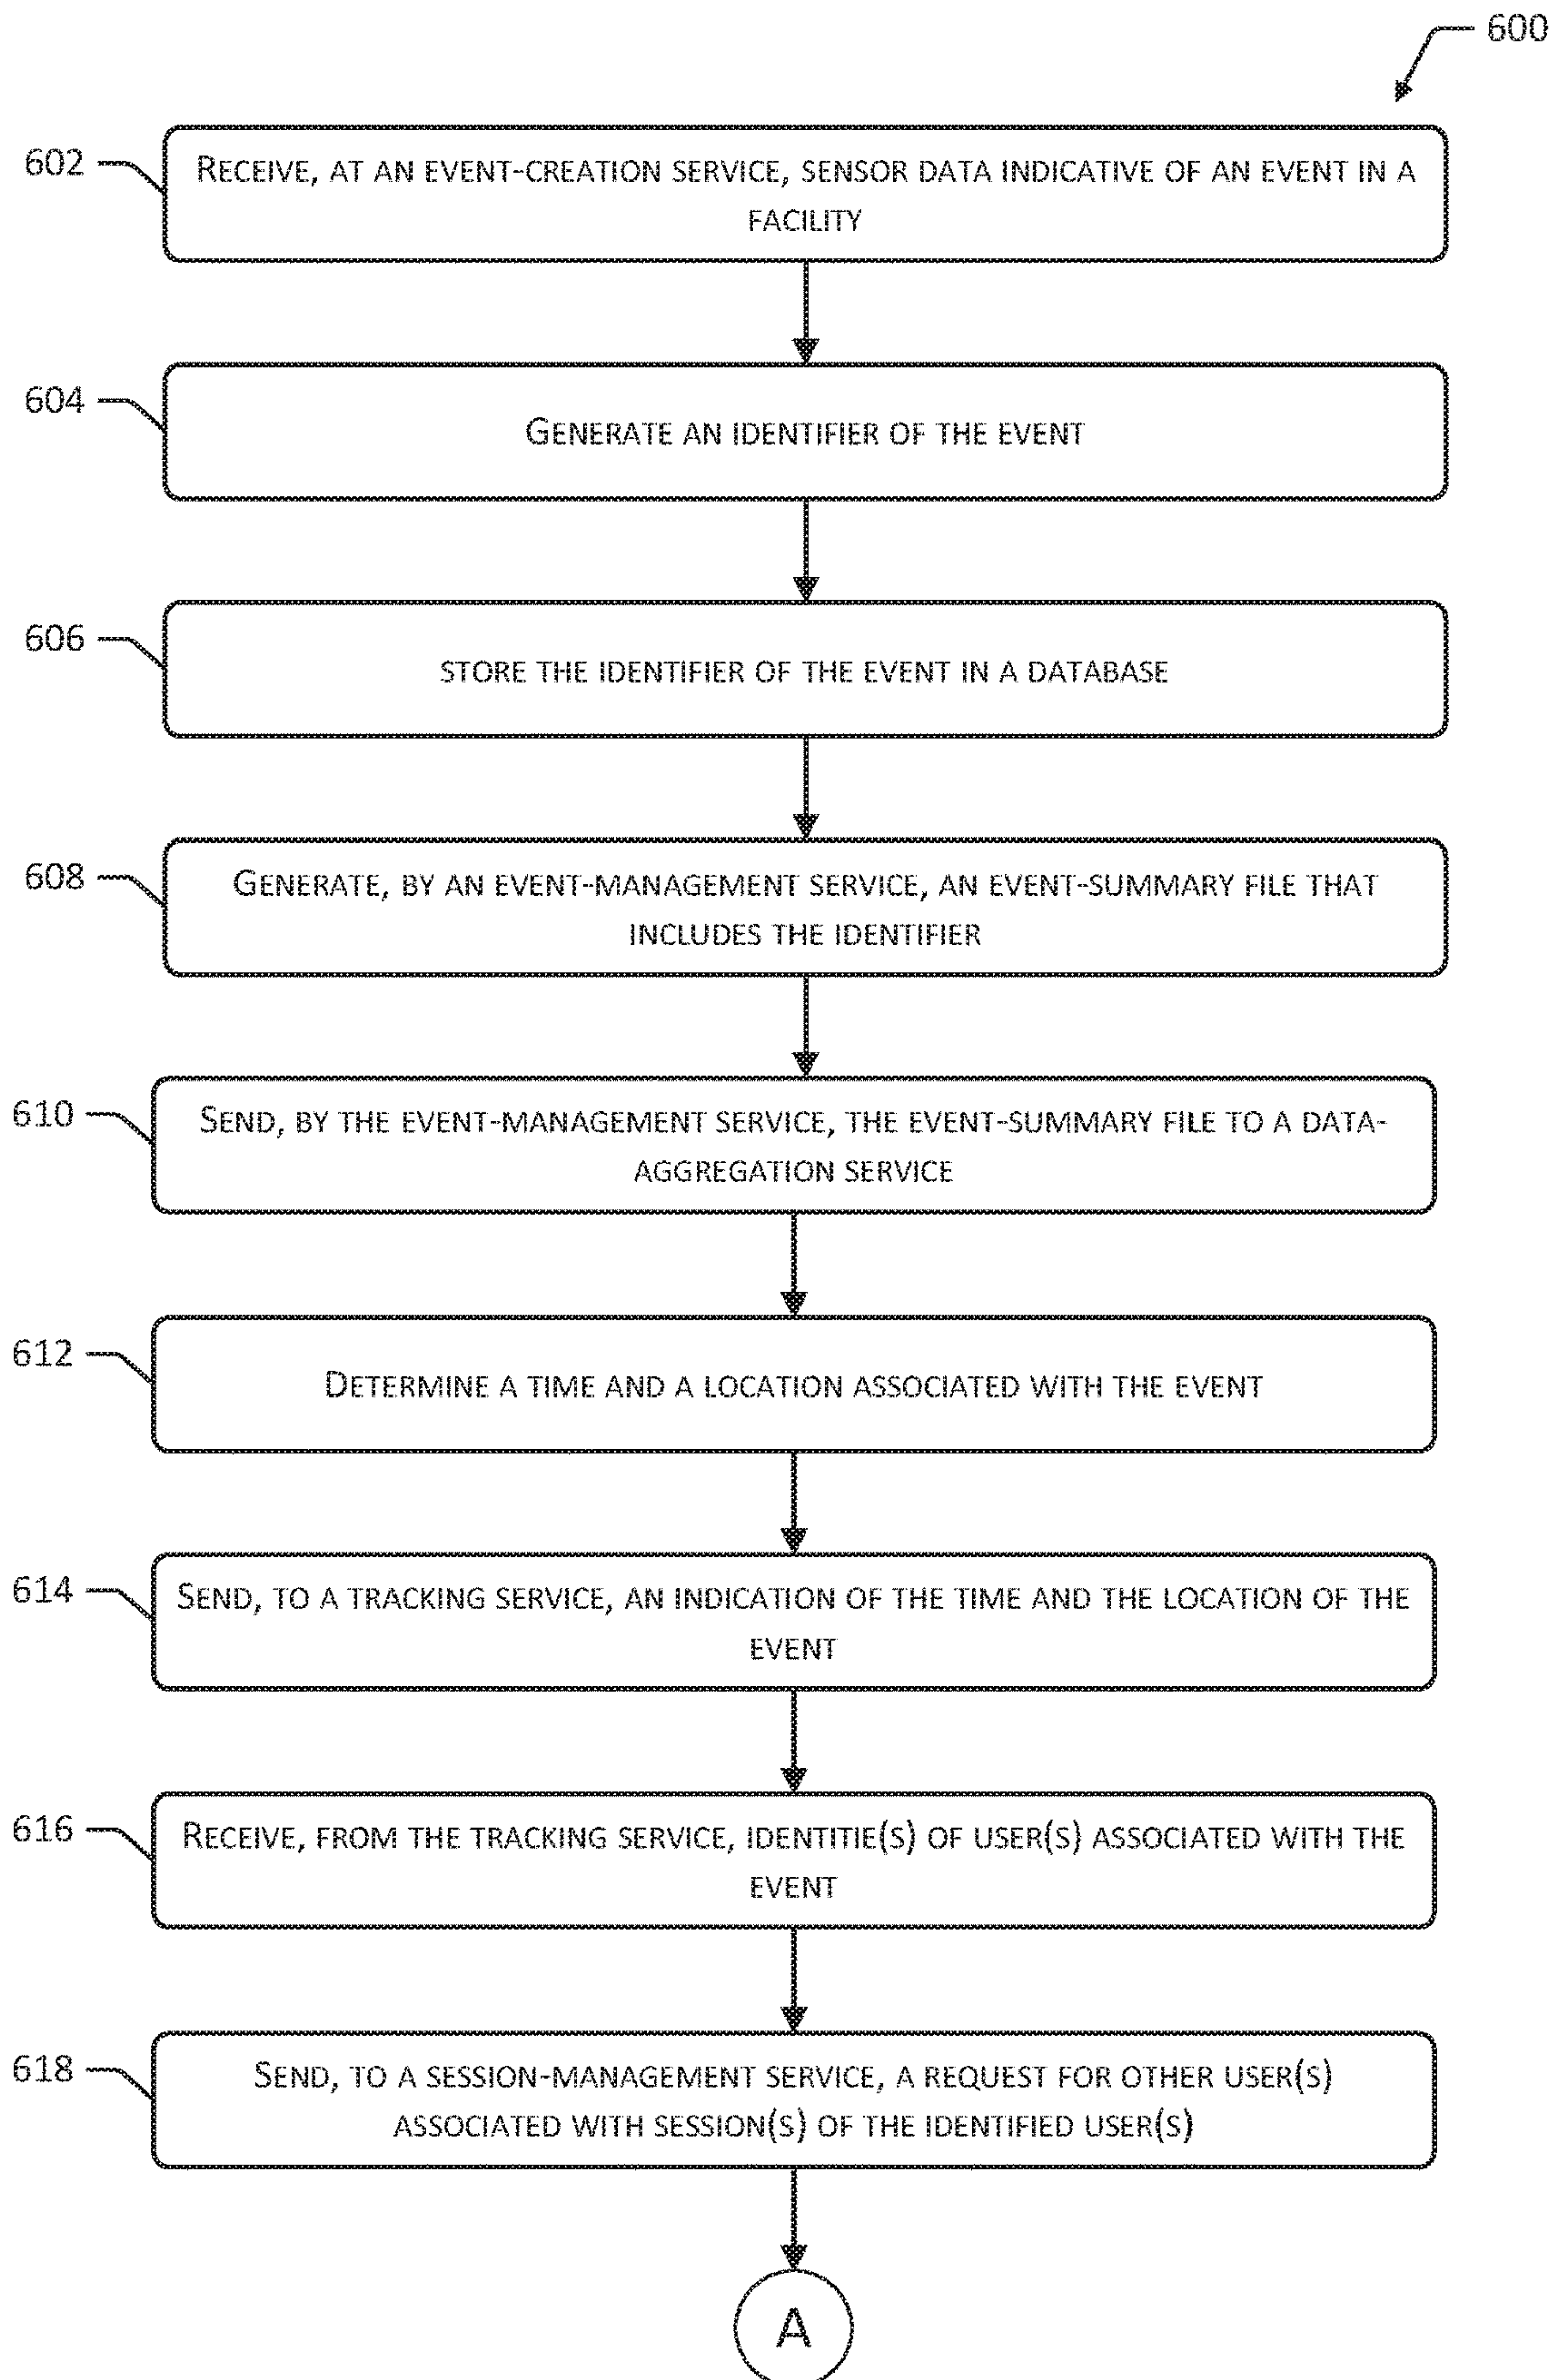 600
602
RECEIVE, AT AN EVENT-CREATION SERVICE, SENSOR DATA INDICATIVE OF AN EVENT IN A
FACILITY
604
GENERATE AN IDENTIFIER OF THE EVENT
606
STORE THE IDENTIFIER OF THE EVENT IN A DATABASE
608
GENERATE, BY AN EVENT-MANAGEMENT SERVICE, AN EVENT-SUMMARY FILE THAT
INCLUDES THE IDENTIFIER
610
SEND, BY THE EVENT-MANAGEMENT SERVICE, THE EVENT-SUMMARY FILE TO A DATA-
AGGREGATION SERVICE
612
DETERMINE A TIME AND A LOCATION ASSOCIATED WITH THE EVENT
614
SEND, TO A TRACKING SERVICE, AN INDICATION OF THE TIME AND THE LOCATION OF THE
EVENT
616
RECEIVE, FROM THE TRACKING SERVICE, IDENTITIE(S) OF USER(S) ASSOCIATED WITH THE
EVENT
618
SEND, TO A SESSION-MANAGEMENT SERVICE, A REQUEST FOR OTHER USER(S)
ASSOCIATED WITH SESSION(S) OF THE IDENTIFIED USER(S)
A